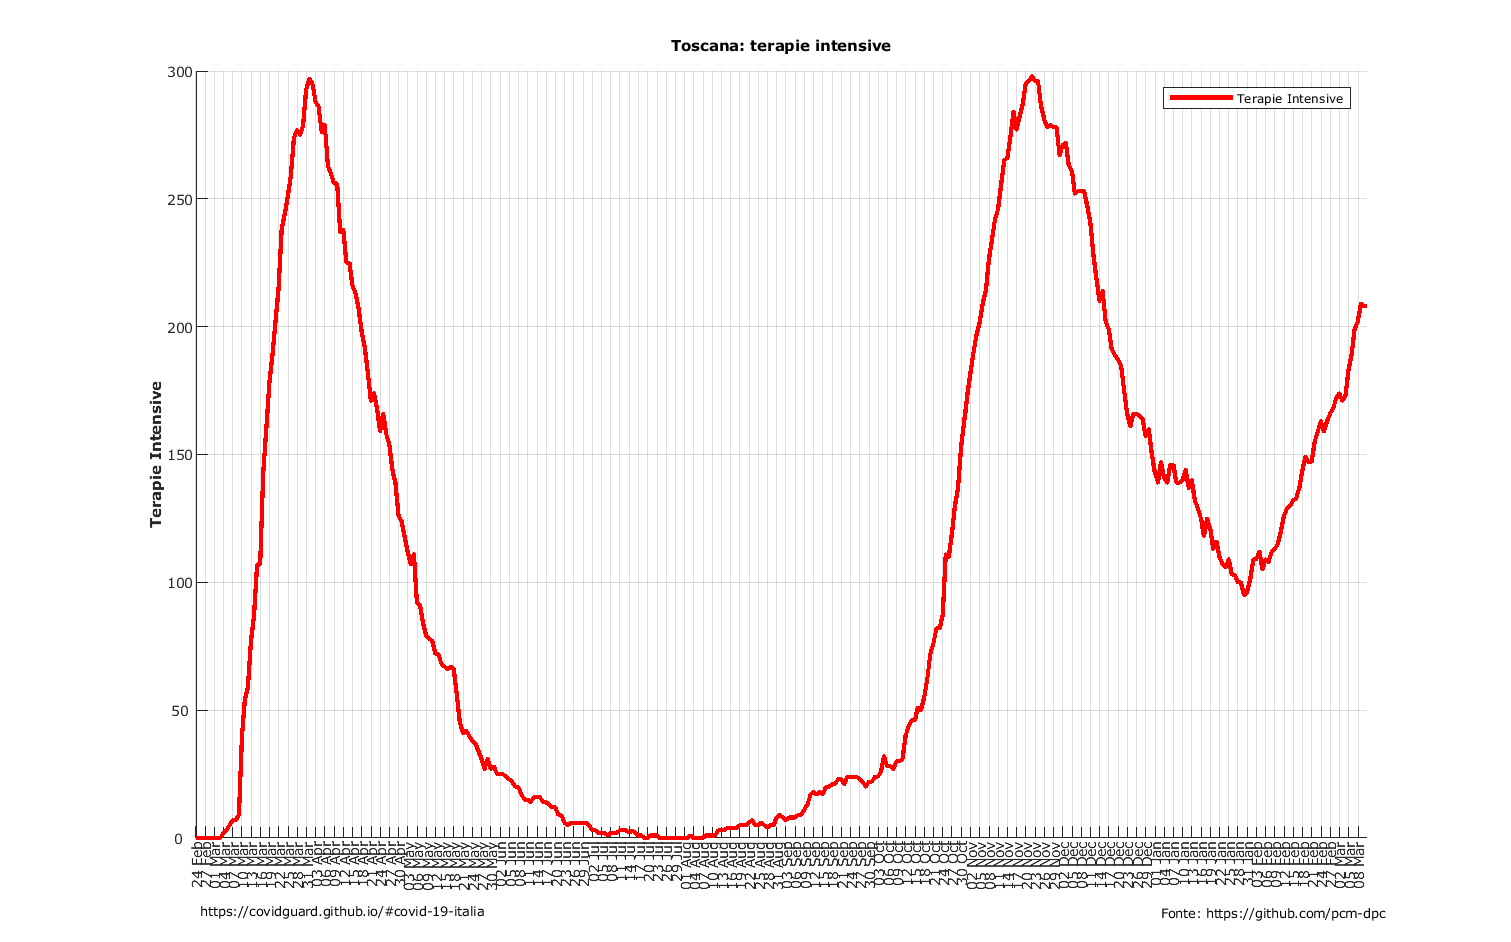 Toscana: terapie intensive
Terapie Intensive
300
250
200
150
100
50
0
Terapie Intensive
24 Feb
27 Feb
01 Mar
04 Mar
07 Mar
10 Mar
13 Mar
16 Mar
19 Mar
22 Mar
25 Mar
28 Mar
31 Mar
03 Apr
06 Apr
09 Apr
12 Apr
15 Apr
18 Apr
21 Apr
24 Apr
27 Apr
30 Apr
03 May
06 May
09 May
12 May
15 May
18 May
21 May
24 May
27 May
30 May
02 Jun
05 Jun
08 Jun
11 Jun
14 Jun
17 Jun
20 Jun
23 Jun
26 Jun
29 Jun
02 Jul
05 Jul
08 Jul
11 Jul
14 Jul
17 Jul
20 Jul
23 Jul
26 Jul
29 Jul
01 Aug
04 Aug
07 Aug
10 Aug
13 Aug
16 Aug
19 Aug
22 Aug
25 Aug
28 Aug
31 Aug
03 Sep
06 Sep
09 Sep
12 Sep
15 Sep
18 Sep
21 Sep
24 Sep
27 Sep
30 Sep
03 Oct
06 Oct
09 Oct
12 Oct
15 Oct
18 Oct
21 Oct
24 Oct
27 Oct
30 Oct
02 Nov
05 Nov
08 Nov
11 Nov
14 Nov
17 Nov
20 Nov
23 Nov
26 Nov
29 Nov
02 Dec
05 Dec
08 Dec
11 Dec
14 Dec
17 Dec
20 Dec
23 Dec
26 Dec
29 Dec
01 Jan
04 Jan
07 Jan
10 Jan
13 Jan
16 Jan
19 Jan
22 Jan
25 Jan
28 Jan
31 Jan
03 Feb
06 Feb
09 Feb
12 Feb
15 Feb
18 Feb
21 Feb
24 Feb
27 Feb
02 Mar
05 Mar
08 Mar
https://covidguard.github.io/#covid-19-italia
Fonte: https://github.com/pcm-dpc